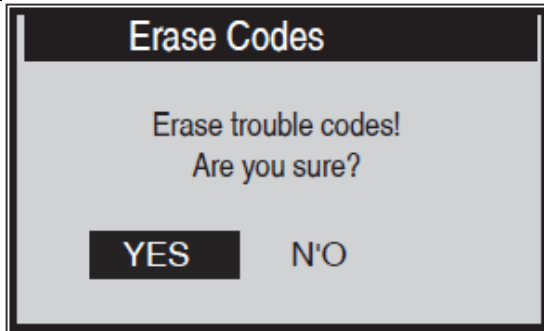 Erase Codes
Erase trouble codes!
Are you sure?
YES N'O